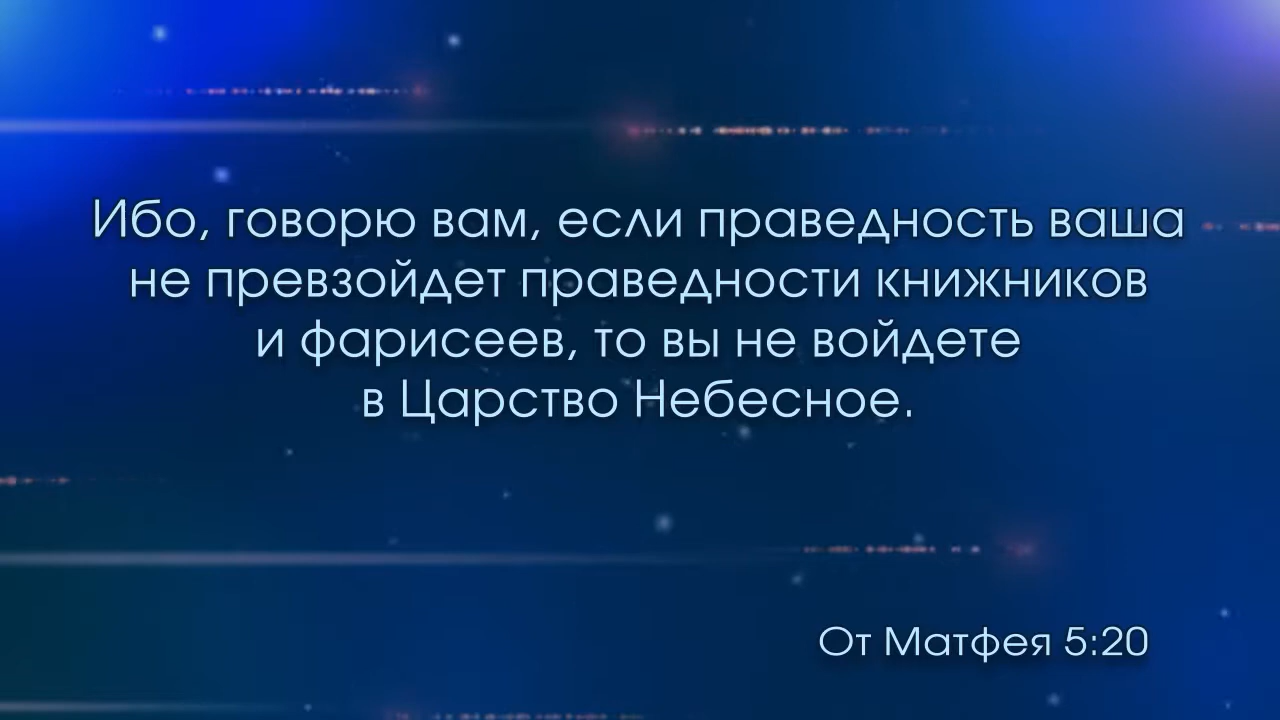 Ибо, говорю вам, если праведность ваша
не превзойдет праведности книжников
и фарисеев, то вы не войдете
в Царство Небесное.
От Матфея 5:20